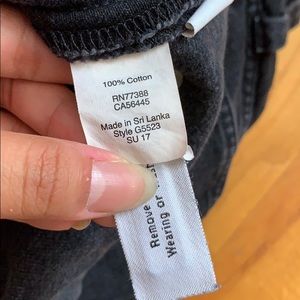 100% Cotton
RN77388
CA56445
Made in Sri Lanka
Style G5523
SU 17
Remove
Wearing or